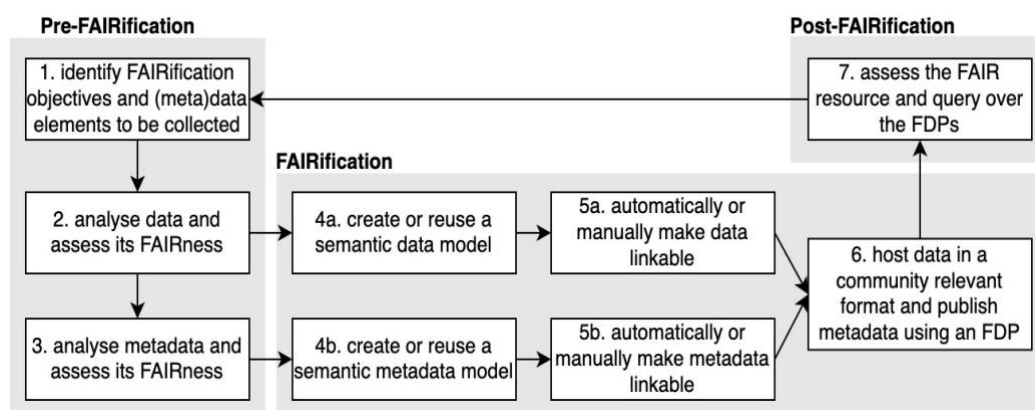 Pre-FAIRification
1. identify FAIRification
objectives and (meta)data
elements to be collected
2. analyse data and
assess its FAIRness
3. analyse metadata and
assess its FAIRness
FAIRification
4a. create or reuse a
semantic data model
5a. automatically or
manually make data
linkable
4b. create or reuse a
semantic metadata model
5b. automatically or
manually make metadata
linkable
6. host data in a
community relevant
format and publish
metadata using an FDP
Post-FAIRification
7. assess the FAIR
resource and query over
the FDPs